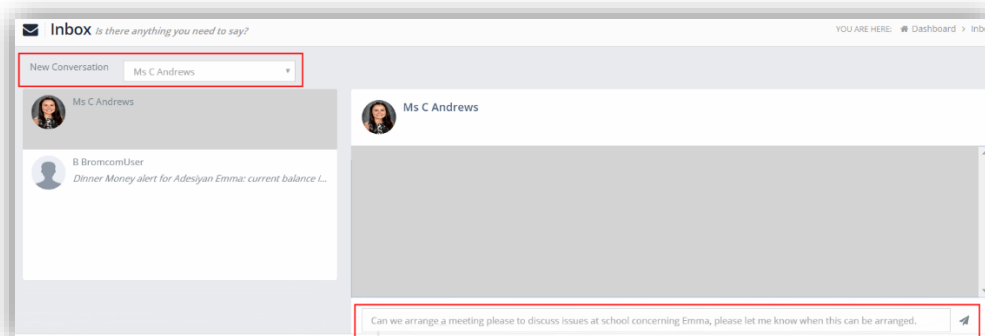 Inbox Is there anything you need to say?
YOU ARE HERE: Dashboard > Inbo
New Conversation Ms C Andrews
Ms C Andrews
B BromcomUser
Dinner Money alert for Adesiyan Emma: current balance i...
Ms C Andrews
Can we arrange a meeting please to discuss issues at school concerning Emma, please let me know when this can be arranged.